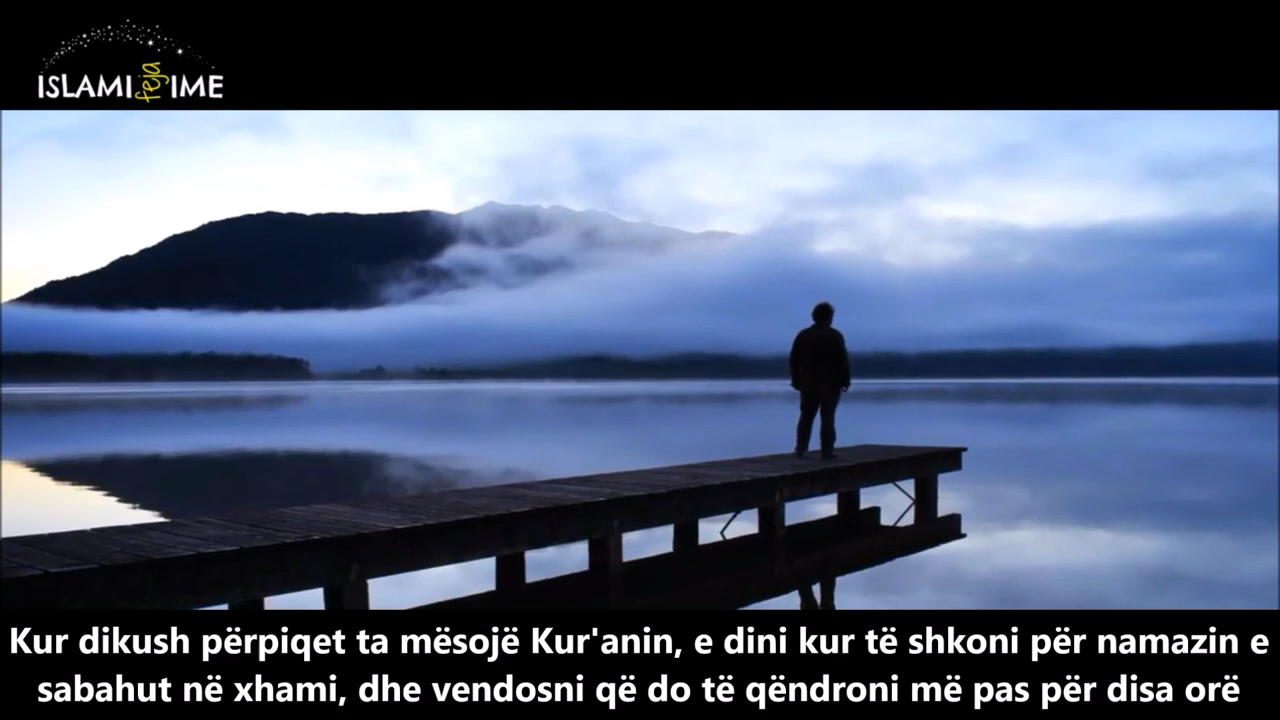 ISLAMI feja IME
Kur dikush përpiqet ta mësojë Kur'anin, e dini kur të shkoni për namazin e
sabahut në xhami, dhe vendosni që do të qëndroni më pas për disa orë